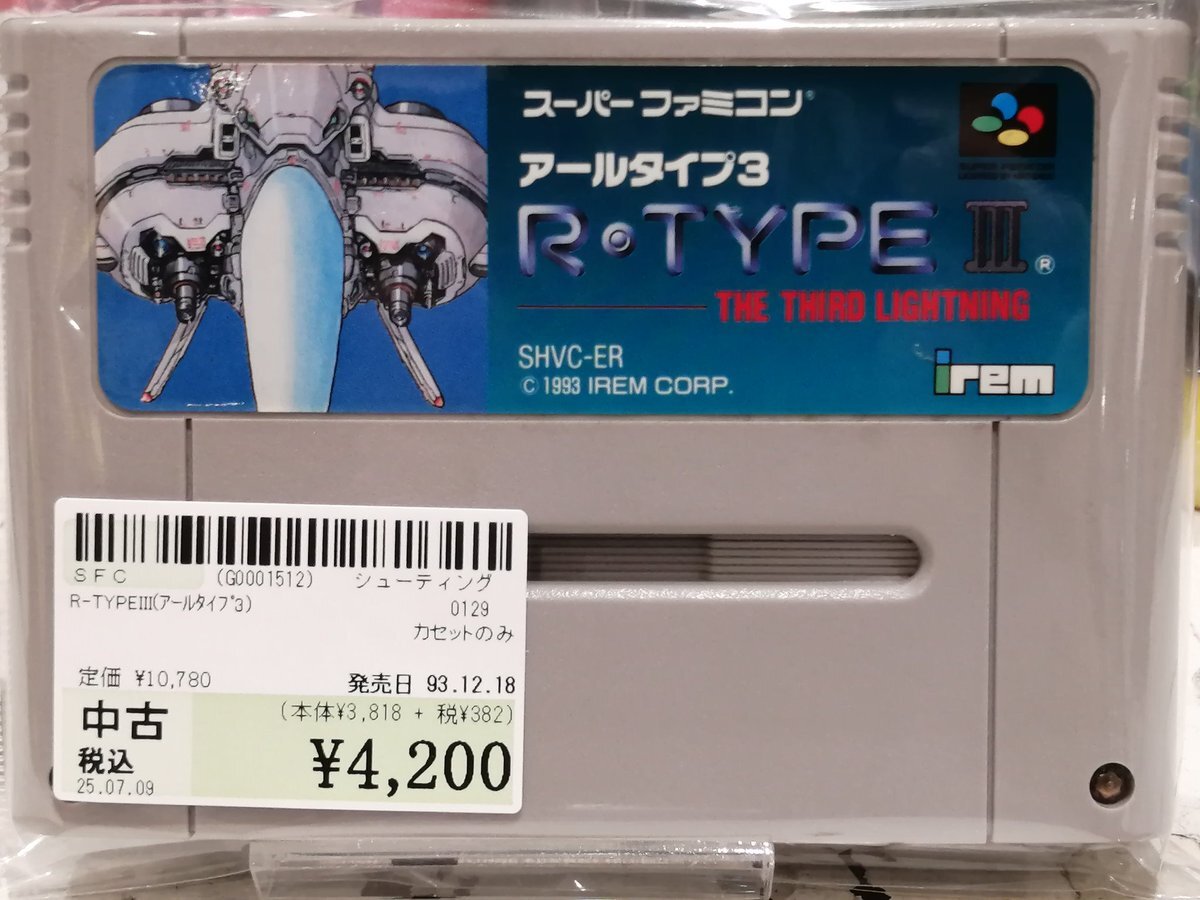 スーパーファミコン®
アールタイプ3
R・TYPE III®
THE THIRD LIGHTNING
SHVC-ER
© 1993 IREM CORP.
irem
SFC (G0001512) シューティング
R-TYPEIII(アールタイプ3)
0129
カセットのみ
定価 ¥10,780 発売日 93.12.18
中古 (本体¥3,818 + 税¥382)
税込 ¥4,200
25.07.09